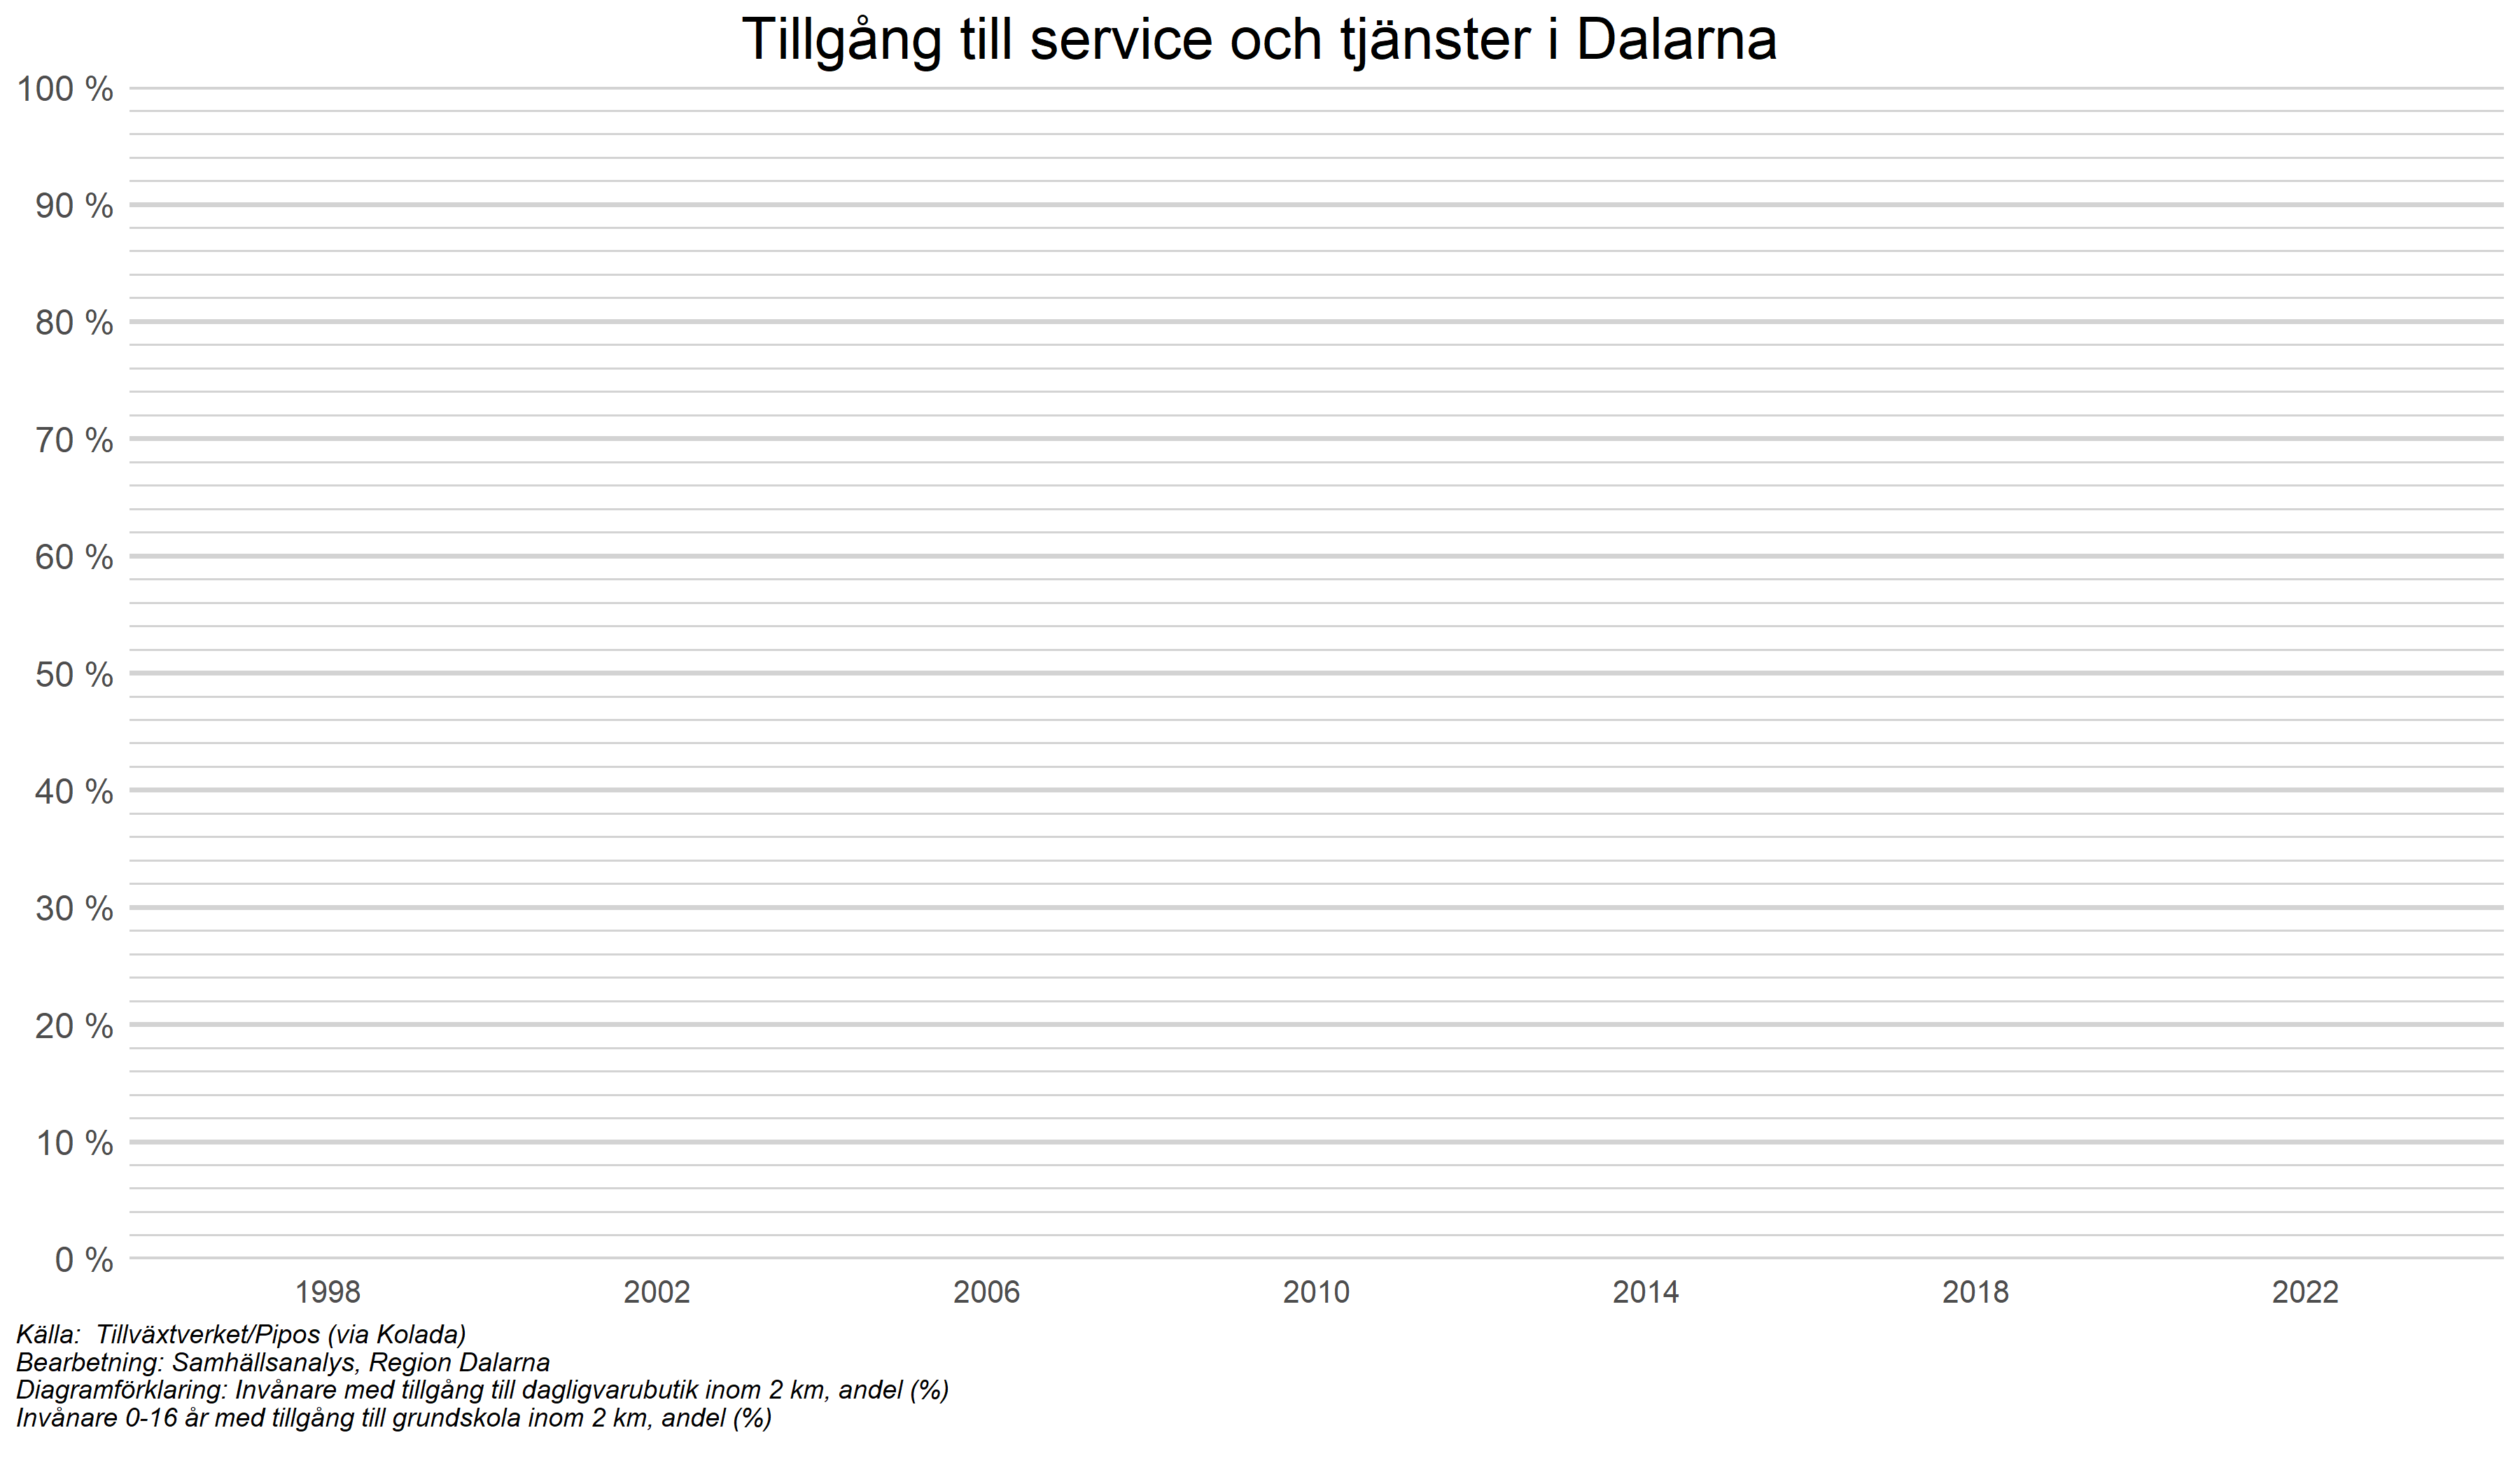 Tillgång till service och tjänster i Dalarna
100 %
90 %
80 %
70 %
60 %
50 %
40 %
30 %
20 %
10 %
0 %
1998 2002 2006 2010 2014 2018 2022
Källa: Tillväxtverket/Pipos (via Kolada)
Bearbetning: Samhällsanalys, Region Dalarna
Diagramförklaring: Invånare med tillgång till dagligvarubutik inom 2 km, andel (%)
Invånare 0-16 år med tillgång till grundskola inom 2 km, andel (%)